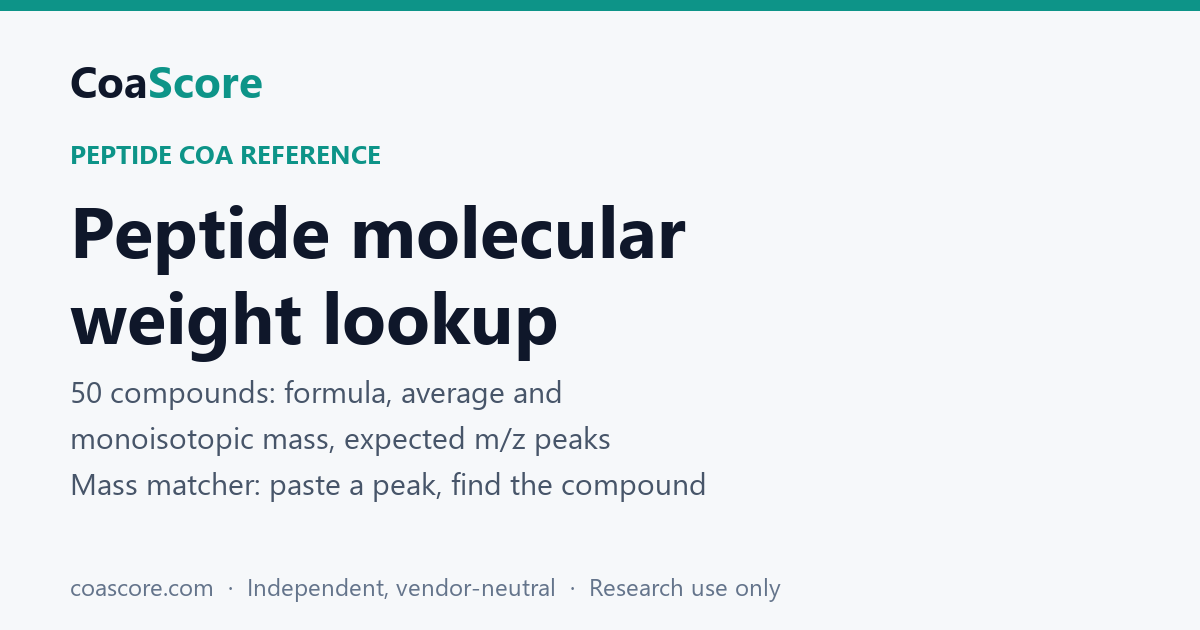 CoaScore
PEPTIDE COA REFERENCE
Peptide molecular
weight lookup
50 compounds: formula, average and
monoisotopic mass, expected m/z peaks
Mass matcher: paste a peak, find the compound
coascore.com · Independent, vendor-neutral · Research use only